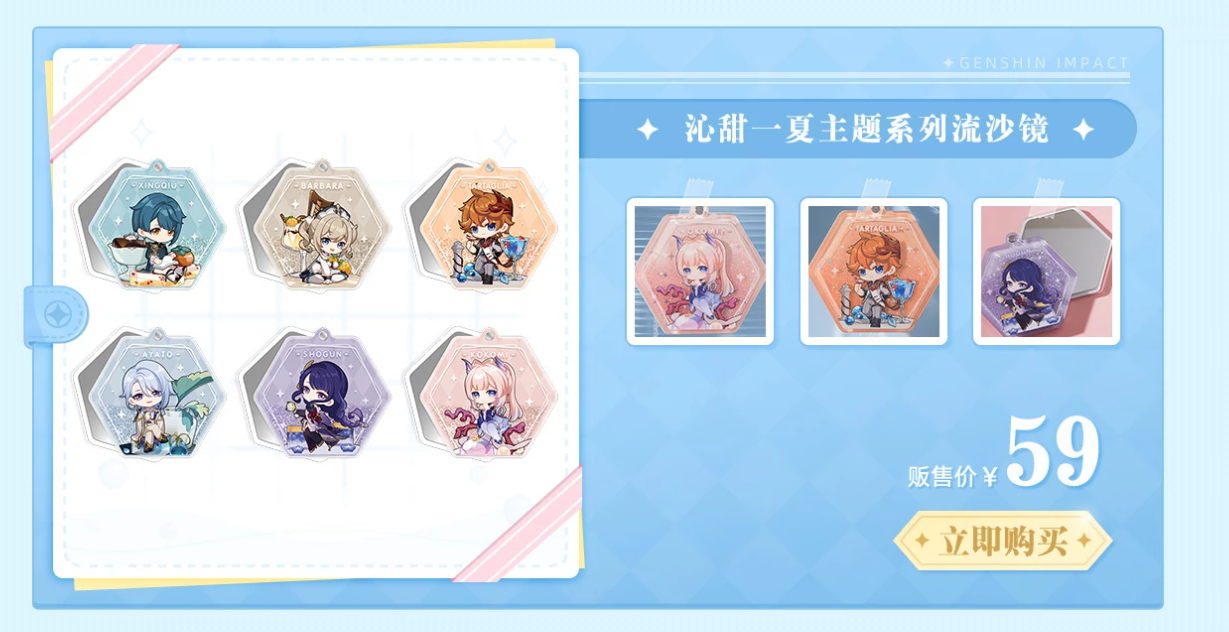 ✦GENSHIN IMPACT
✦ 沁甜一夏主题系列流沙镜 ✦
XINGQIU
BARBARA
TARTAGLIA
AYATO
SHOGUN
KOKOMI
KOKOMI
TARTAGLIA
贩售价¥59
✦立即购买✦